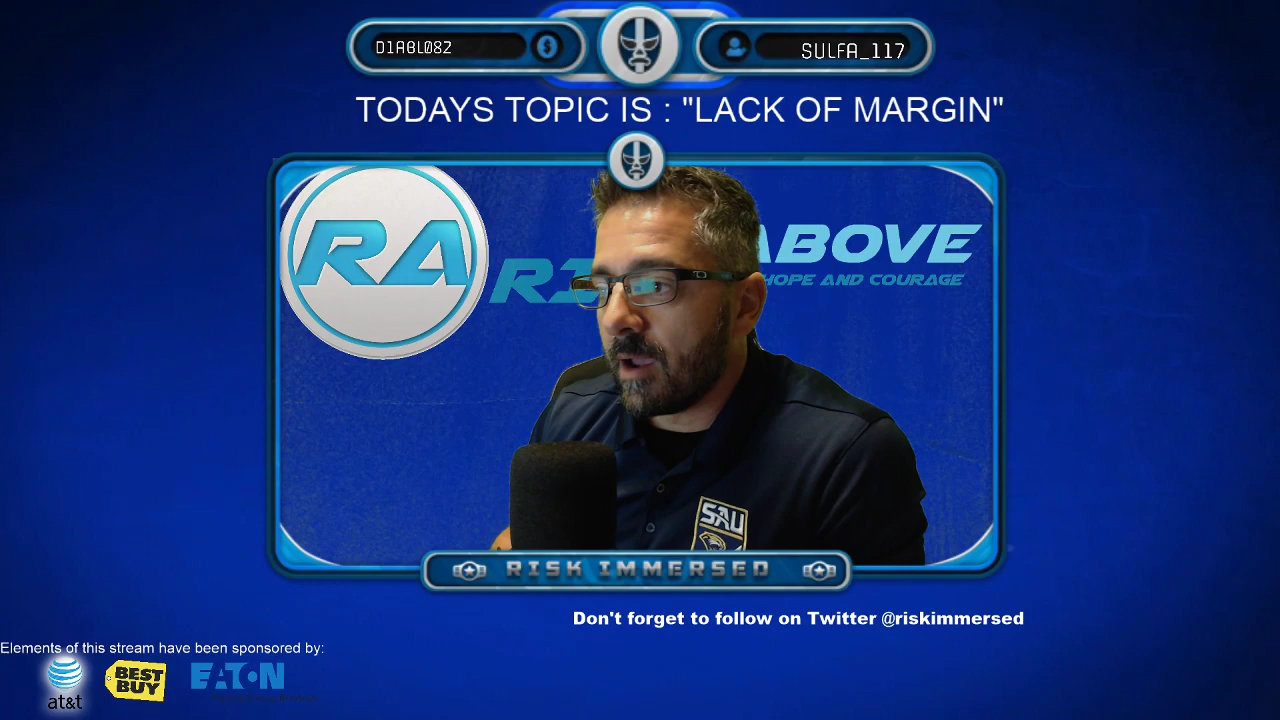 D1ABL082
SULFA_117
TODAYS TOPIC IS : "LACK OF MARGIN"
RA
RI
ABOVE
HOPE AND COURAGE
SAU
RISK IMMERSED
Don't forget to follow on Twitter @riskimmersed
Elements of this stream have been sponsored by:
at&t
BEST BUY
EATON